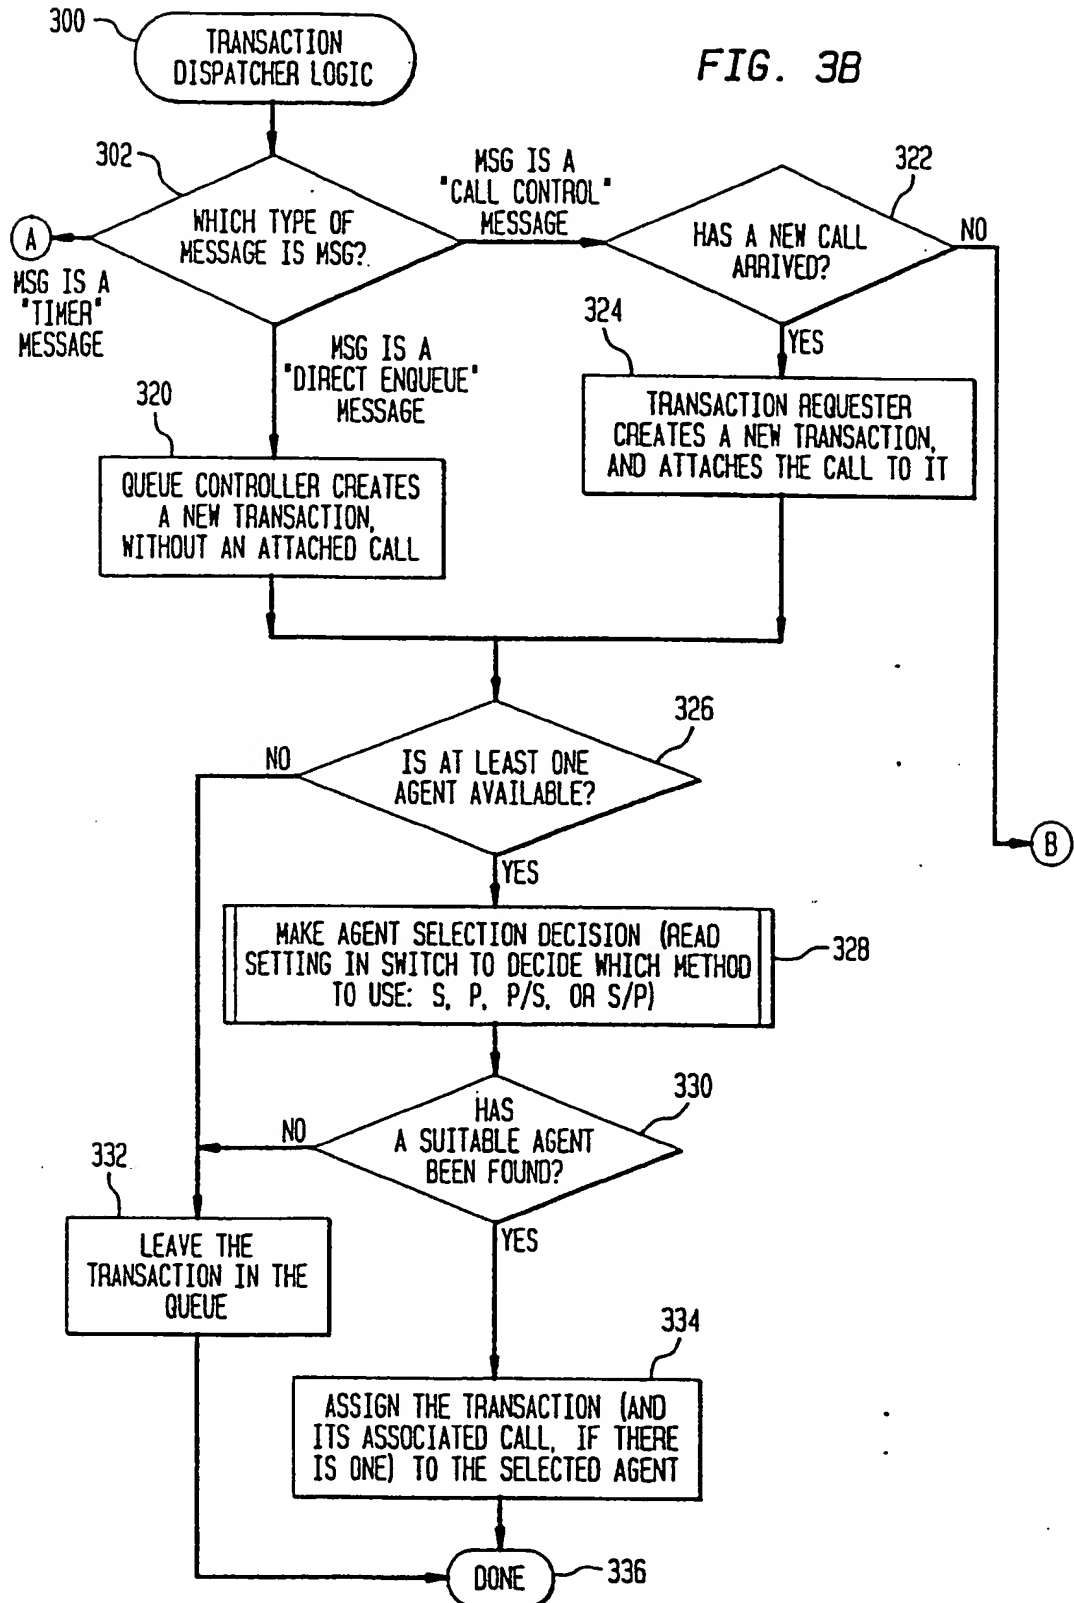 300
TRANSACTION
DISPATCHER LOGIC
FIG. 3B
302
WHICH TYPE OF
MESSAGE IS MSG?
A
MSG IS A
"TIMER"
MESSAGE
MSG IS A
"CALL CONTROL"
MESSAGE
322
HAS A NEW CALL
ARRIVED?
NO
YES
324
TRANSACTION REQUESTER
CREATES A NEW TRANSACTION,
AND ATTACHES THE CALL TO IT
MSG IS A
"DIRECT ENQUEUE"
MESSAGE
320
QUEUE CONTROLLER CREATES
A NEW TRANSACTION,
WITHOUT AN ATTACHED CALL
326
IS AT LEAST ONE
AGENT AVAILABLE?
NO
YES
B
MAKE AGENT SELECTION DECISION (READ
SETTING IN SWITCH TO DECIDE WHICH METHOD
TO USE: S, P, P/S, OR S/P)
328
330
HAS
A SUITABLE AGENT
BEEN FOUND?
NO
YES
332
LEAVE THE
TRANSACTION IN THE
QUEUE
334
ASSIGN THE TRANSACTION (AND
ITS ASSOCIATED CALL, IF THERE
IS ONE) TO THE SELECTED AGENT
DONE
336